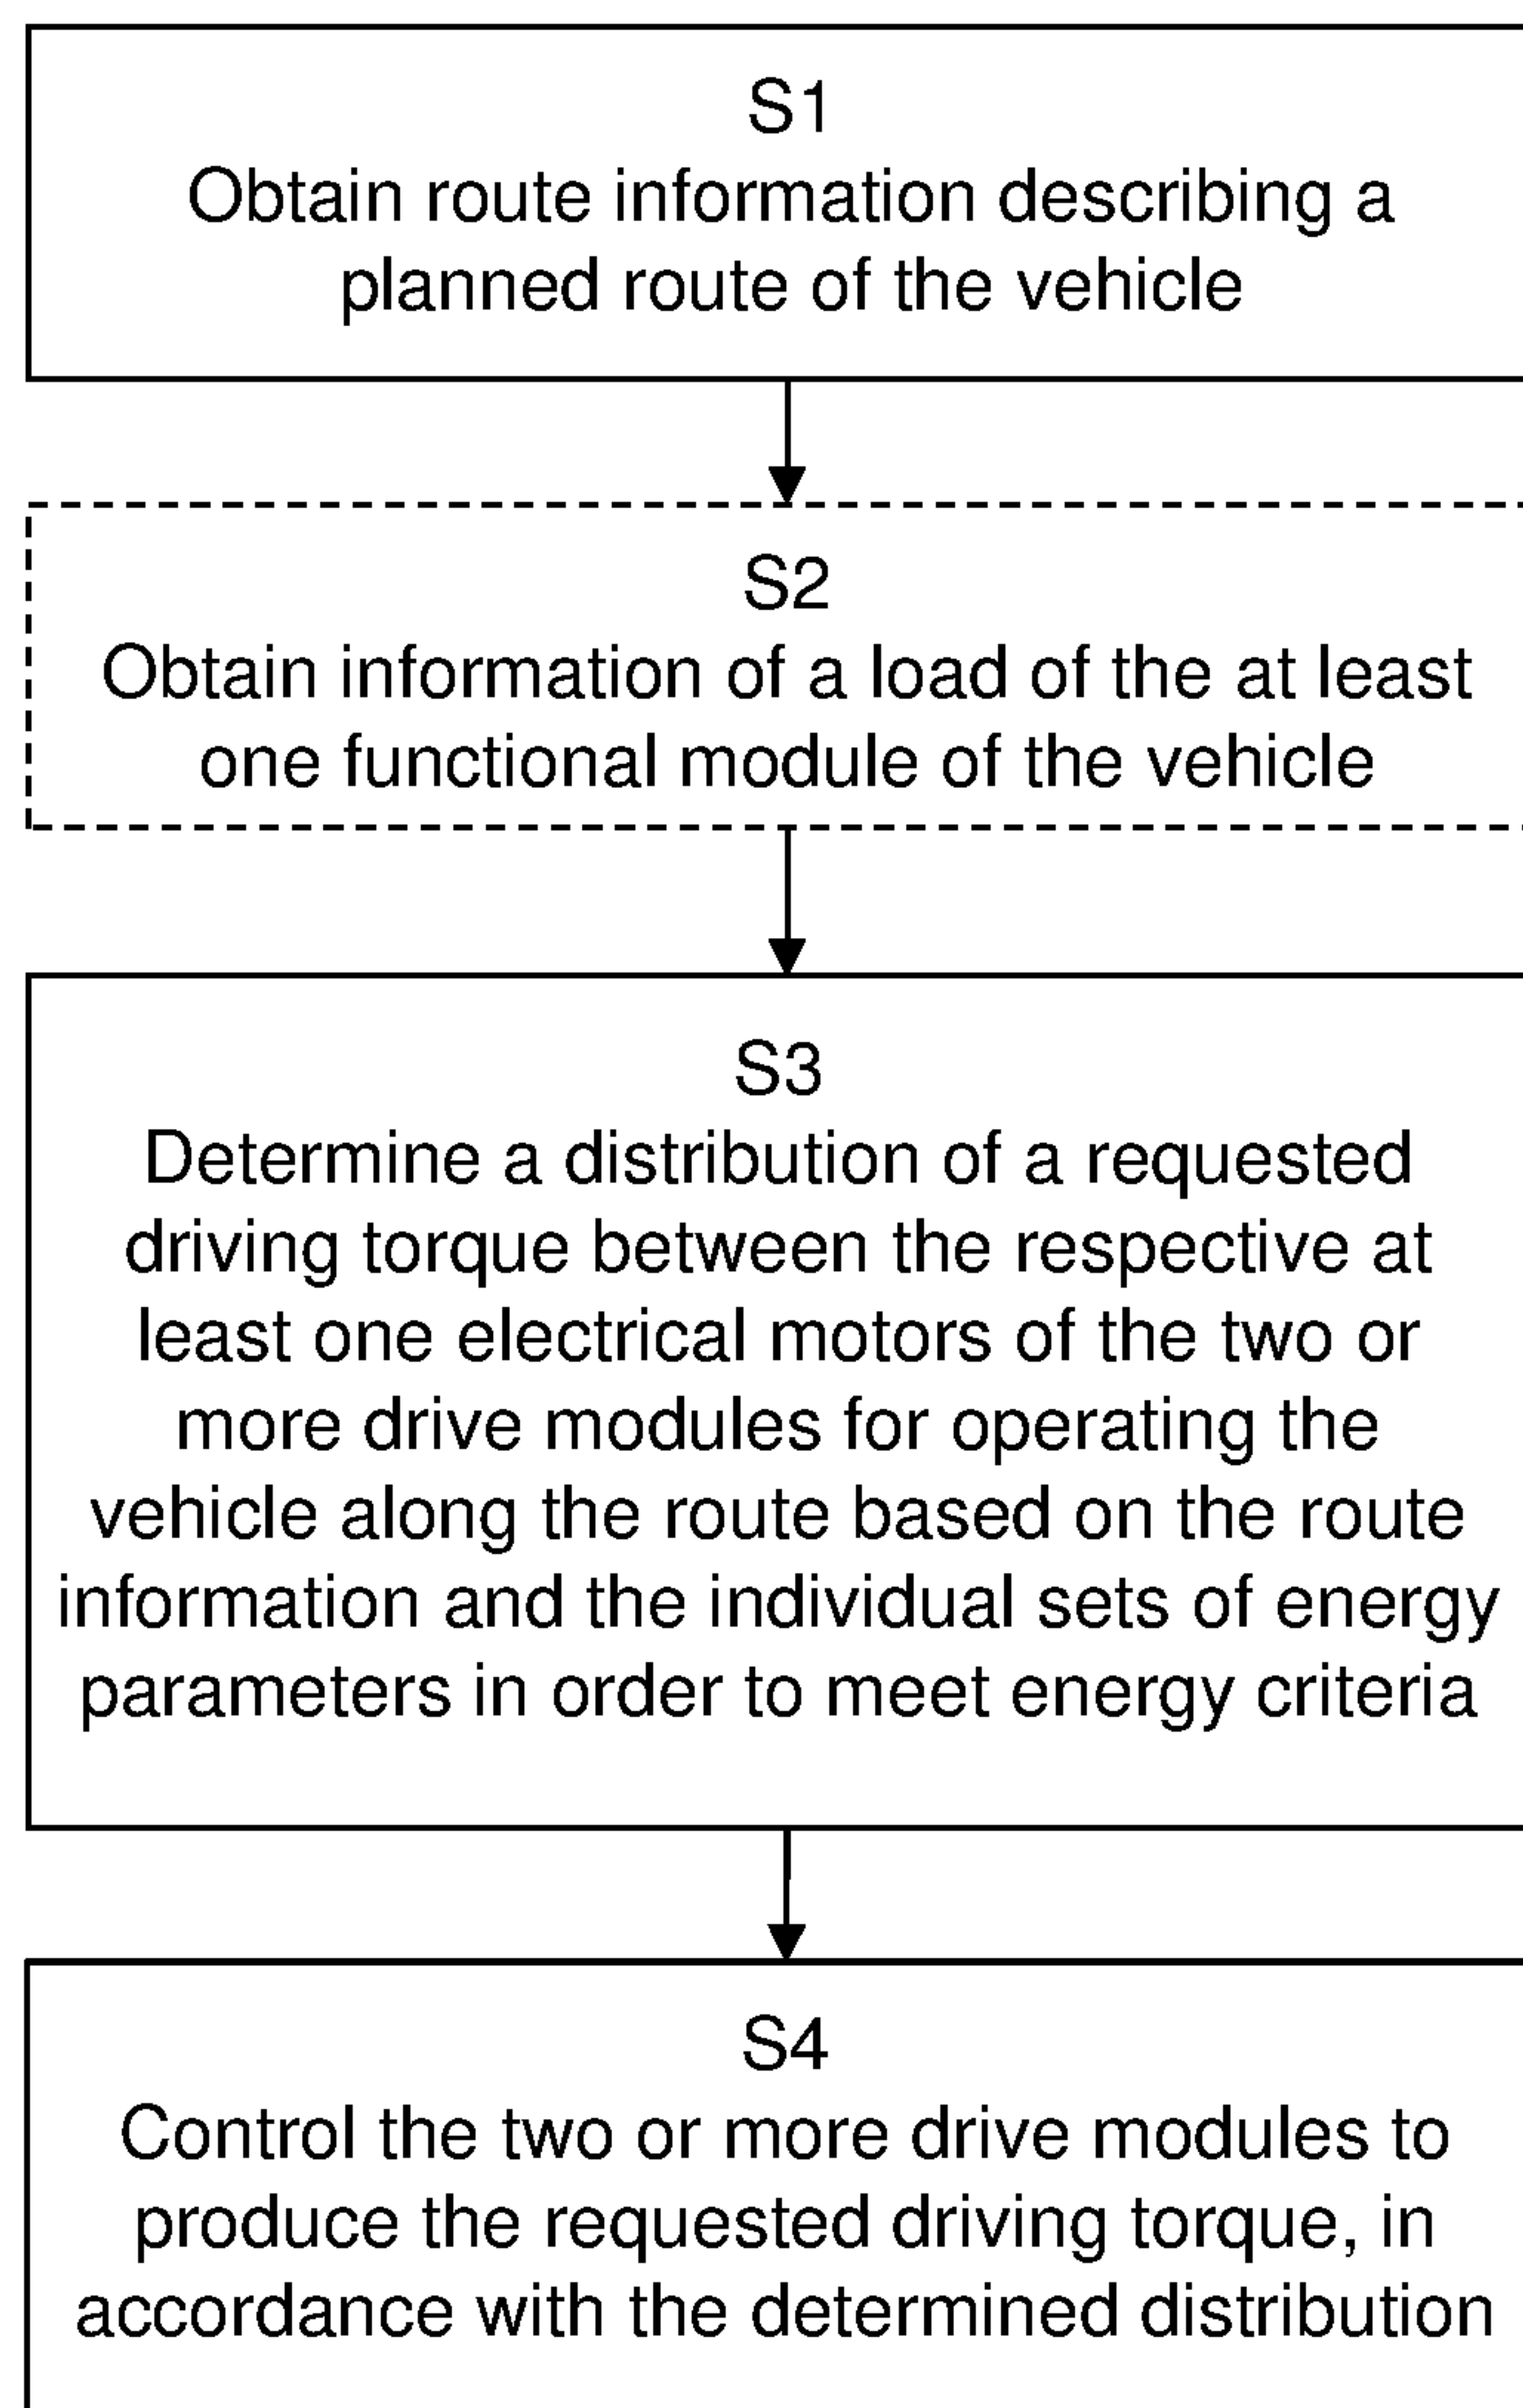 S1
Obtain route information describing a
planned route of the vehicle
S2
Obtain information of a load of the at least
one functional module of the vehicle
S3
Determine a distribution of a requested
driving torque between the respective at
least one electrical motors of the two or
more drive modules for operating the
vehicle along the route based on the route
information and the individual sets of energy
parameters in order to meet energy criteria
S4
Control the two or more drive modules to
produce the requested driving torque, in
accordance with the determined distribution